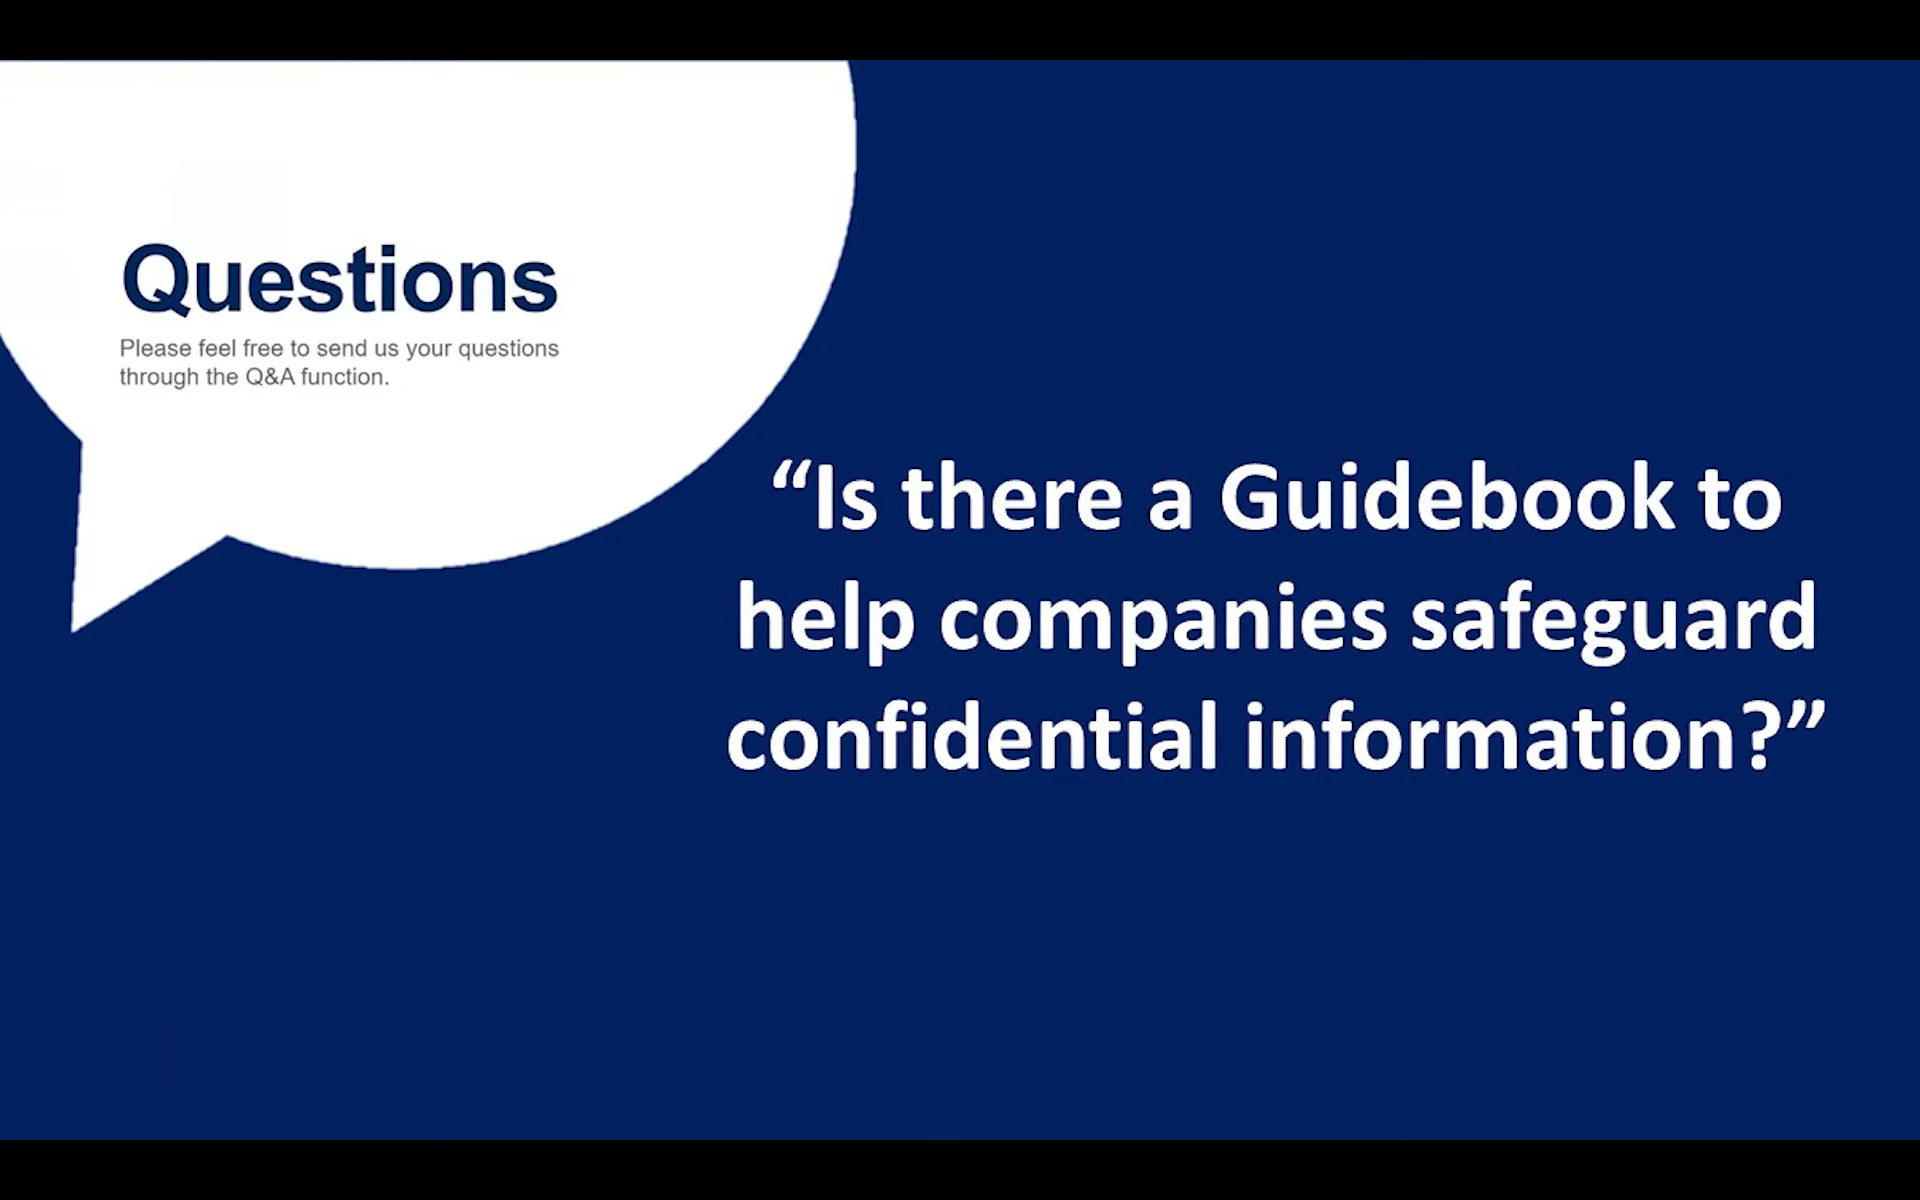 Questions
Please feel free to send us your questions
through the Q&A function.
“Is there a Guidebook to
help companies safeguard
confidential information?”